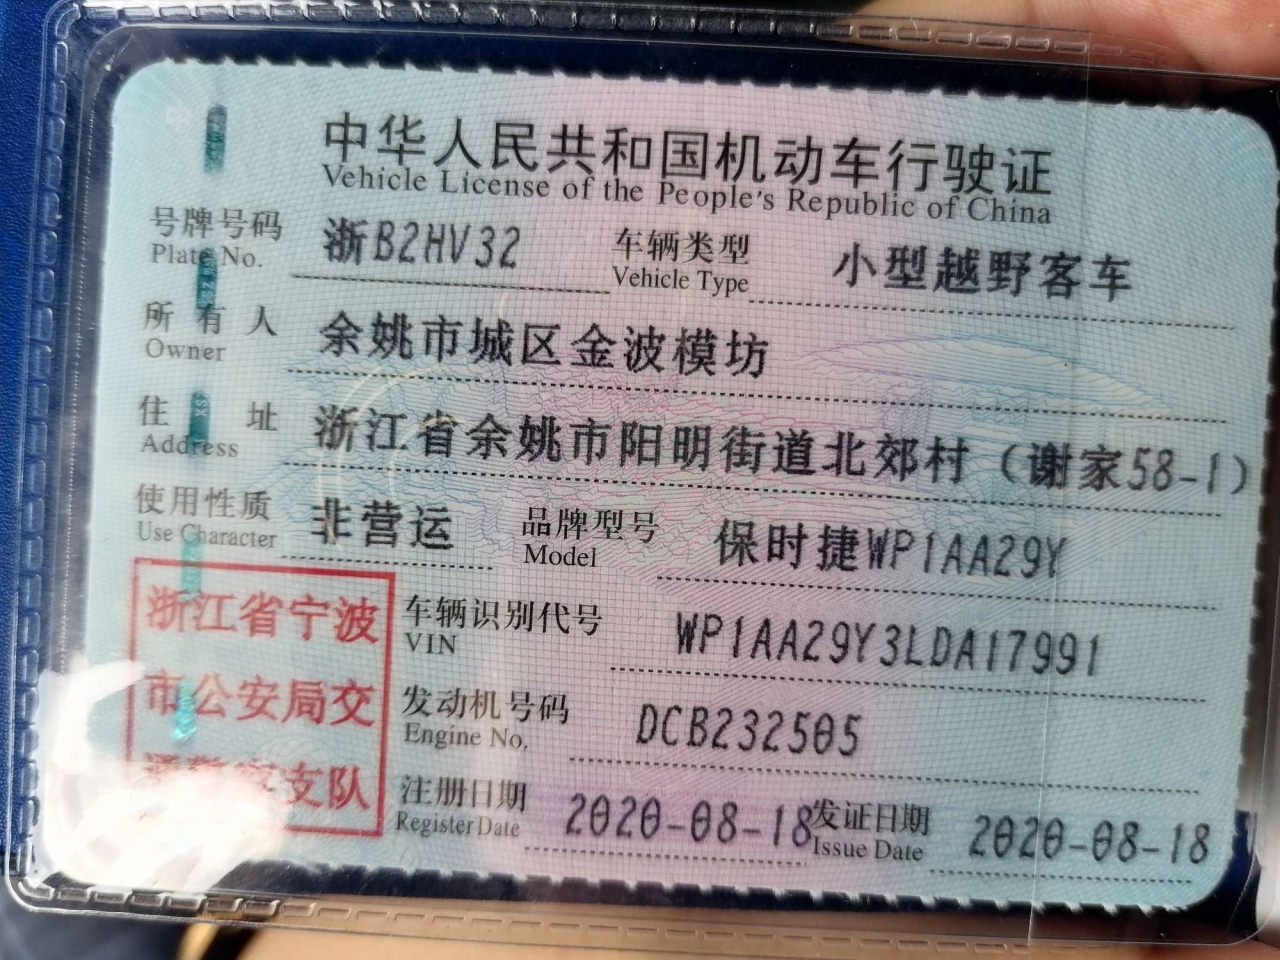 中华人民共和国机动车行驶证
Vehicle License of the People's Republic of China
号牌号码 浙B2HV32 车辆类型 小型越野客车
Plate No. Vehicle Type
所有人 余姚市城区金波模坊
Owner
住址 浙江省余姚市阳明街道北郊村（谢家58-1）
Address
使用性质 非营运 品牌型号 保时捷WP1AA29Y
Use Character Model
浙江省宁波
市公安局交
支队
车辆识别代号 WP1AA29Y3LDA17991
VIN
发动机号码 DCB232505
Engine No.
注册日期 2020-08-18 发证日期 2020-08-18
Register Date Issue Date